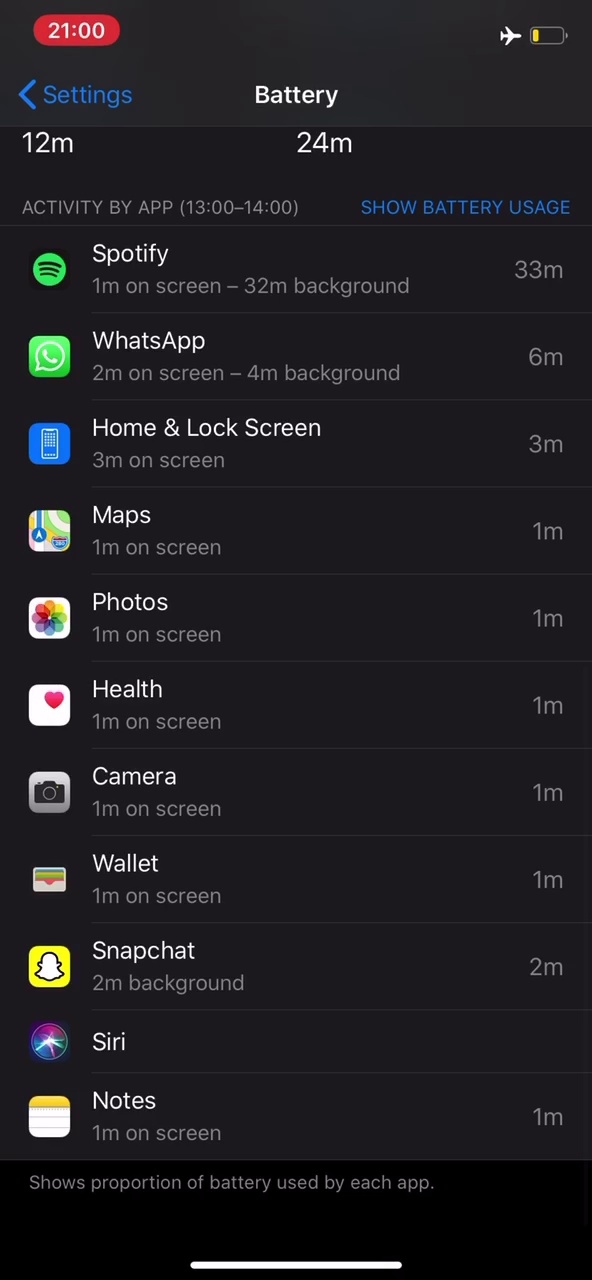 21:00
Settings
Battery
12m
24m
ACTIVITY BY APP (13:00–14:00)
SHOW BATTERY USAGE
Spotify
1m on screen – 32m background
33m
WhatsApp
2m on screen – 4m background
6m
Home & Lock Screen
3m on screen
3m
Maps
1m on screen
1m
Photos
1m on screen
1m
Health
1m on screen
1m
Camera
1m on screen
1m
Wallet
1m on screen
1m
Snapchat
2m background
2m
Siri
Notes
1m on screen
1m
Shows proportion of battery used by each app.